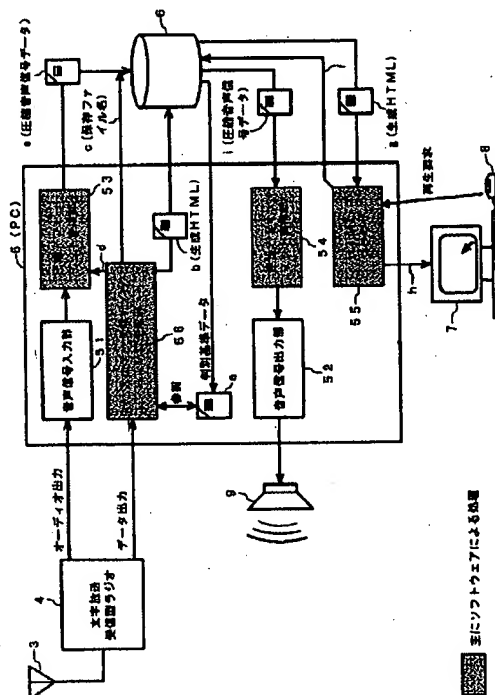 3
4
文字放送
受信型ラジオ
オーディオ出力
データ出力
(PC)
音声信号入力部
51
53
d
参照
a
判別基準データ
b (生成HTML)
c (保存ファ
イル名)
e (圧縮音声信号データ)
6
i (圧縮音声信
号データ)
j
g (生成HTML)
54
55
音声信号出力部
52
9
h
7
8
再生要求
主にソフトウェアによる処理